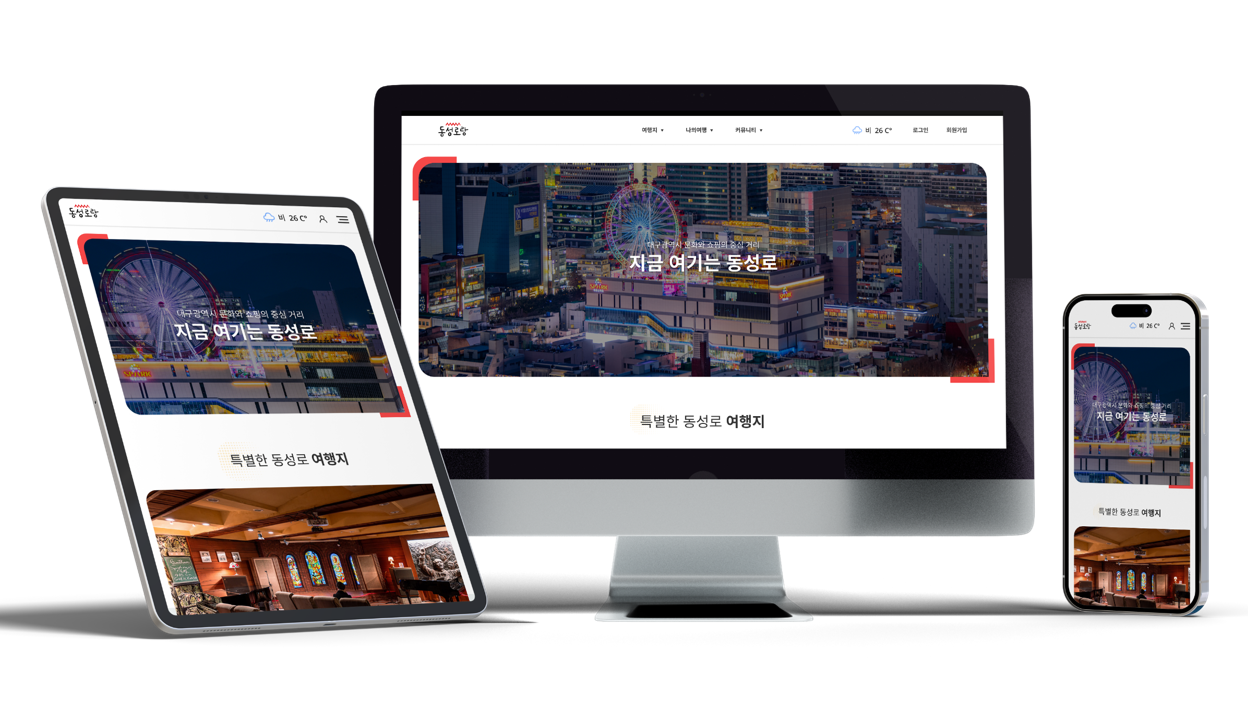 동성로랑
비 26 C°
대구광역시 문화와 쇼핑의 중심 거리
지금 여기는 동성로
특별한 동성로 여행지
동성로랑
여행지 ▼
나의여행 ▼
커뮤니티 ▼
비 26 C°
로그인
회원가입
대구광역시 문화와 쇼핑의 중심 거리
지금 여기는 동성로
특별한 동성로 여행지
동성로랑
비 26 C°
대구광역시 문화와 쇼핑의 중심 거리
지금 여기는 동성로
특별한 동성로 여행지